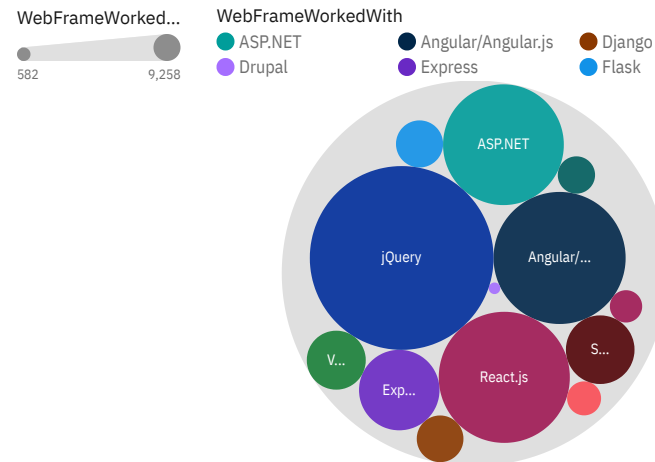 WebFrameWorked...
582
9,258
WebFrameWorkedWith
ASP.NET
Angular/Angular.js
Django
Drupal
Express
Flask
ASP.NET
jQuery
Angular/...
V...
S...
Exp...
React.js